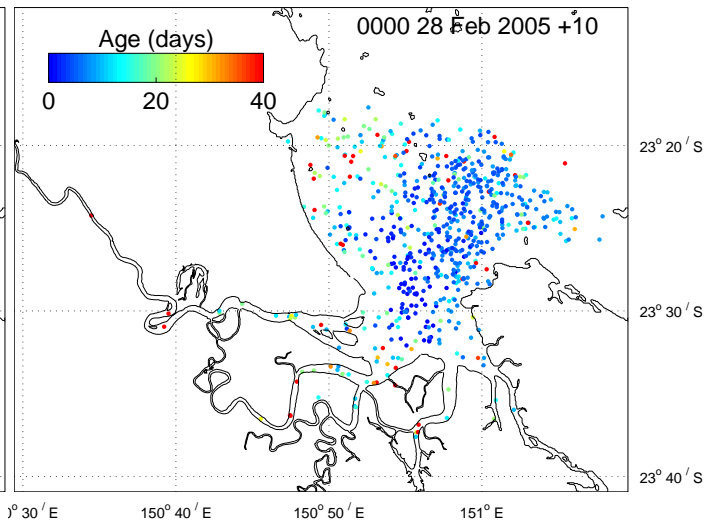 0000 28 Feb 2005 +10
Age (days)
0 20 40
23° 20' S
23° 30' S
23° 40' S
° 30' E 150° 40' E 150° 50' E 151° E